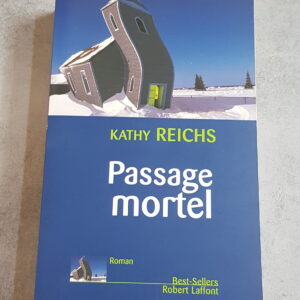 KATHY REICHS
Passage
mortel
Roman
Best-Sellers
Robert Laffont